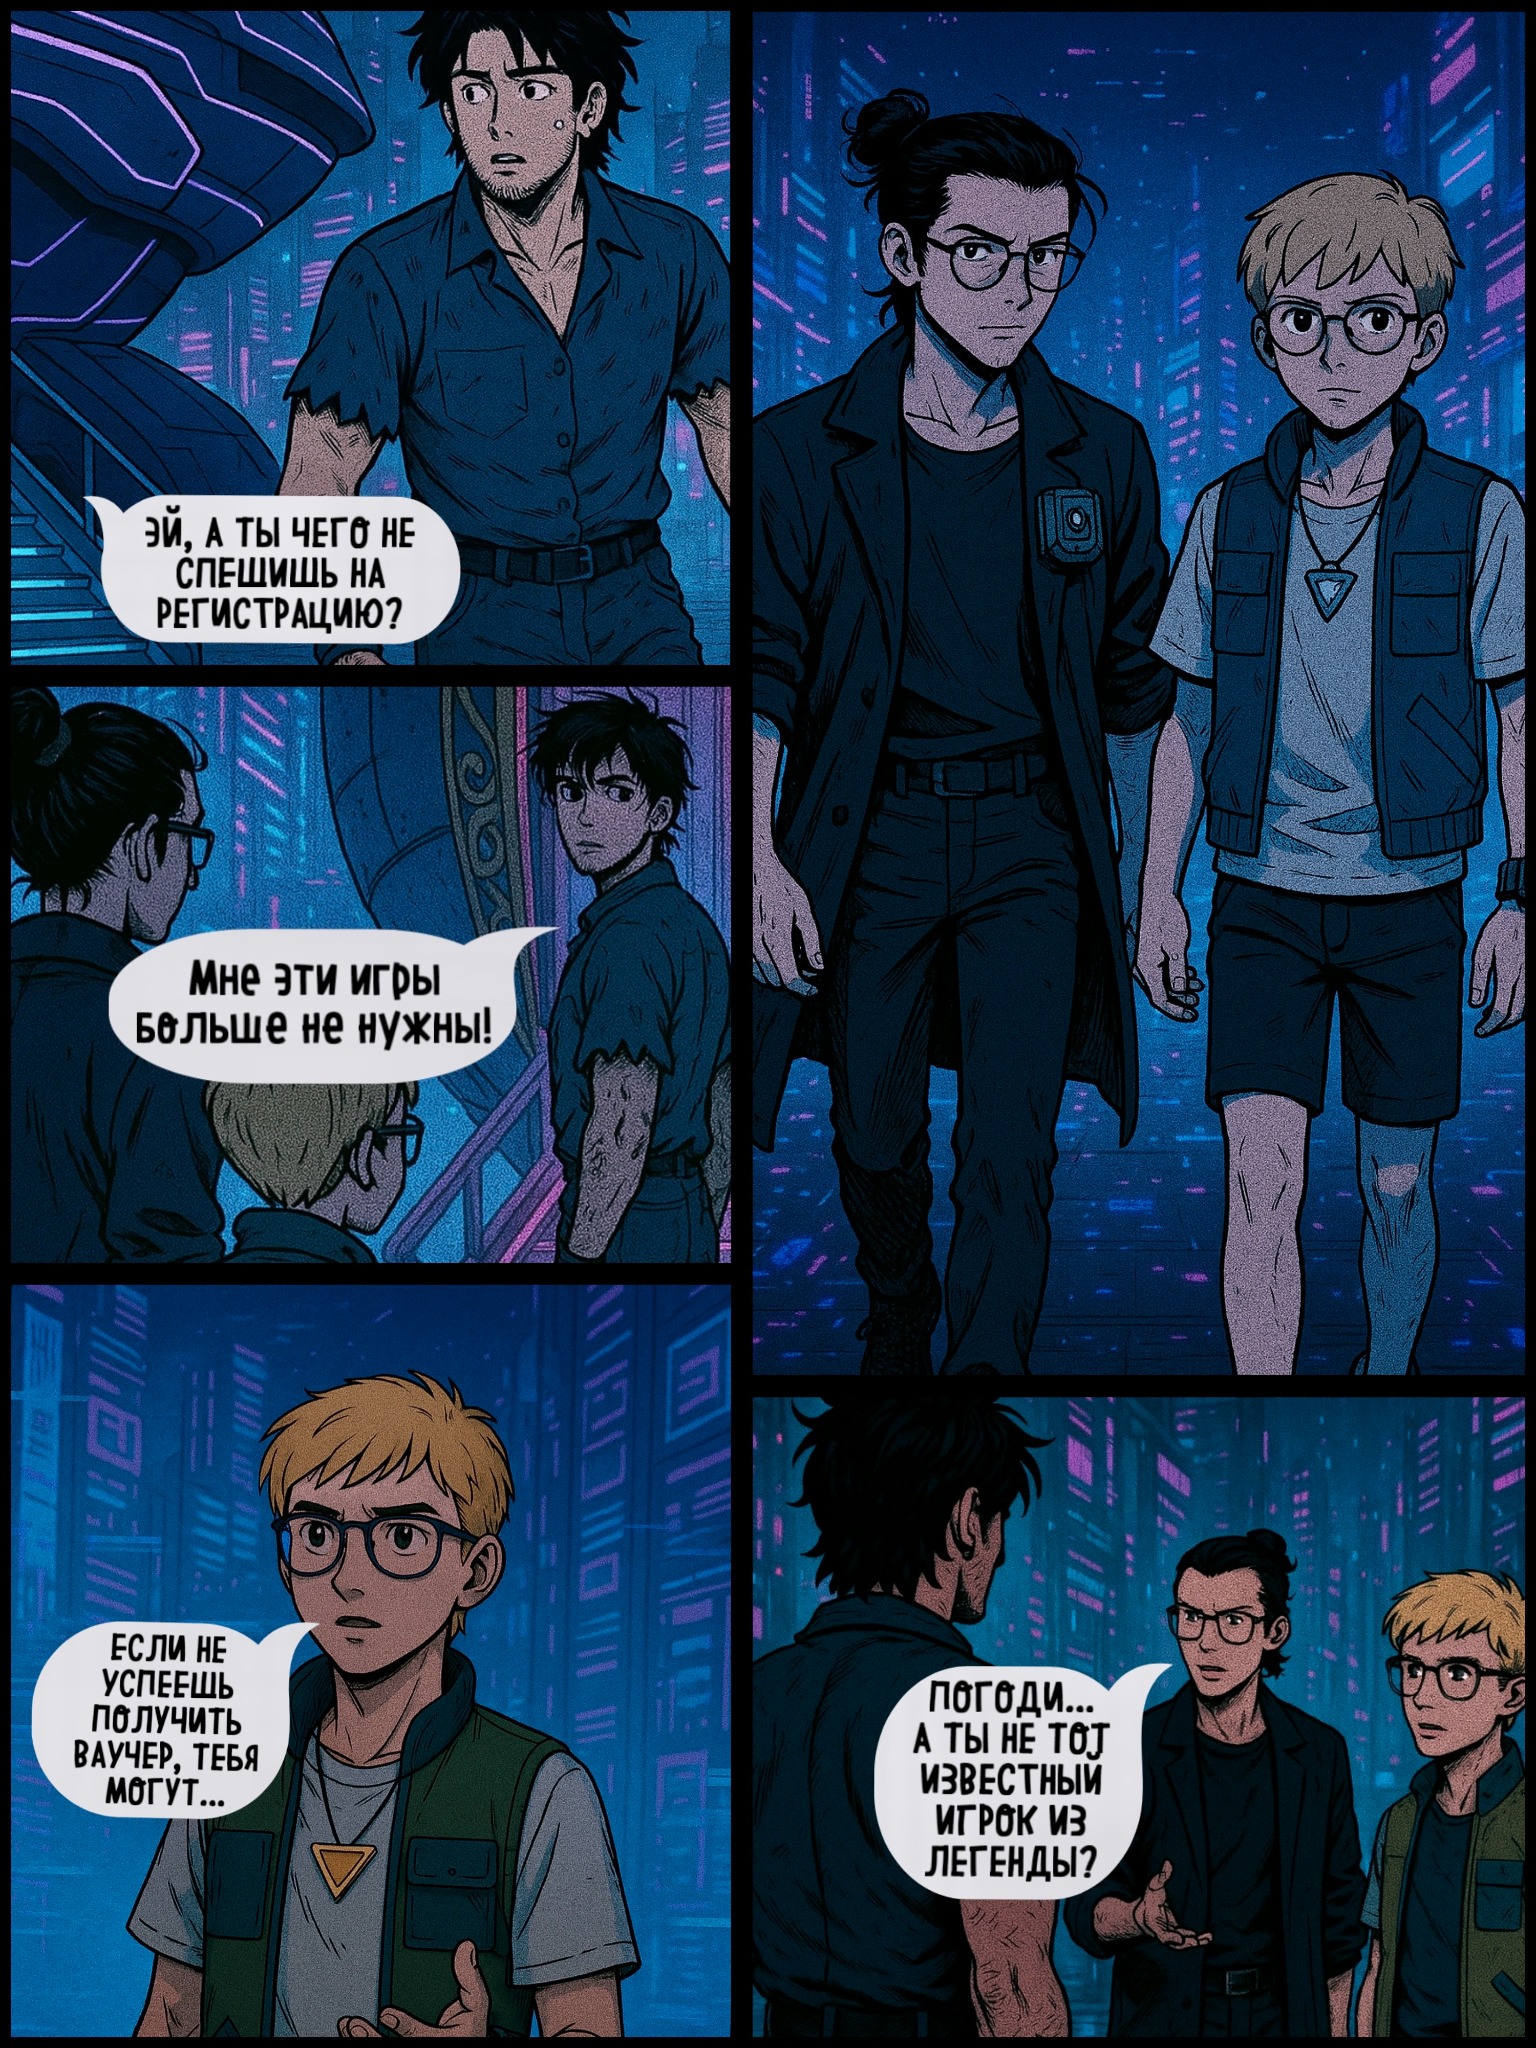 ЭЙ, А ТЫ ЧЕГО НЕ
СПЕШИШЬ НА
РЕГИСТРАЦИЮ?
Мне эти игры
больше не нужны!
ЕСЛИ НЕ
УСПЕЕШЬ
ПОЛУЧИТЬ
ВАУЧЕР, ТЕБЯ
МОГУТ...
ПОГОДИ...
А ТЫ НЕ ТОТ
ИЗВЕСТНЫЙ
ИГРОК ИЗ
ЛЕГЕНДЫ?